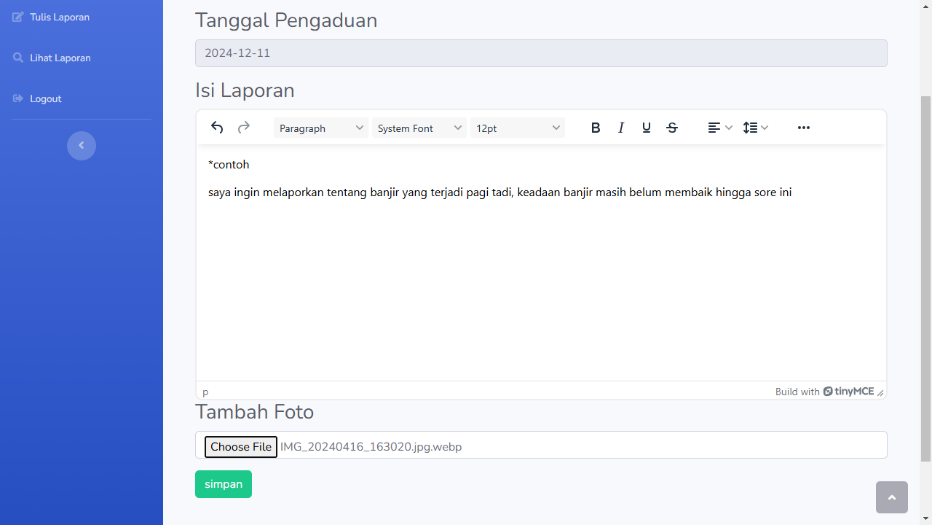 Tulis Laporan
Lihat Laporan
Logout
Tanggal Pengaduan
2024-12-11
Isi Laporan
Paragraph System Font 12pt B I U S
*contoh
saya ingin melaporkan tentang banjir yang terjadi pagi tadi, keadaan banjir masih belum membaik hingga sore ini
p Build with tinyMCE
Tambah Foto
Choose File IMG_20240416_163020.jpg.webp
simpan